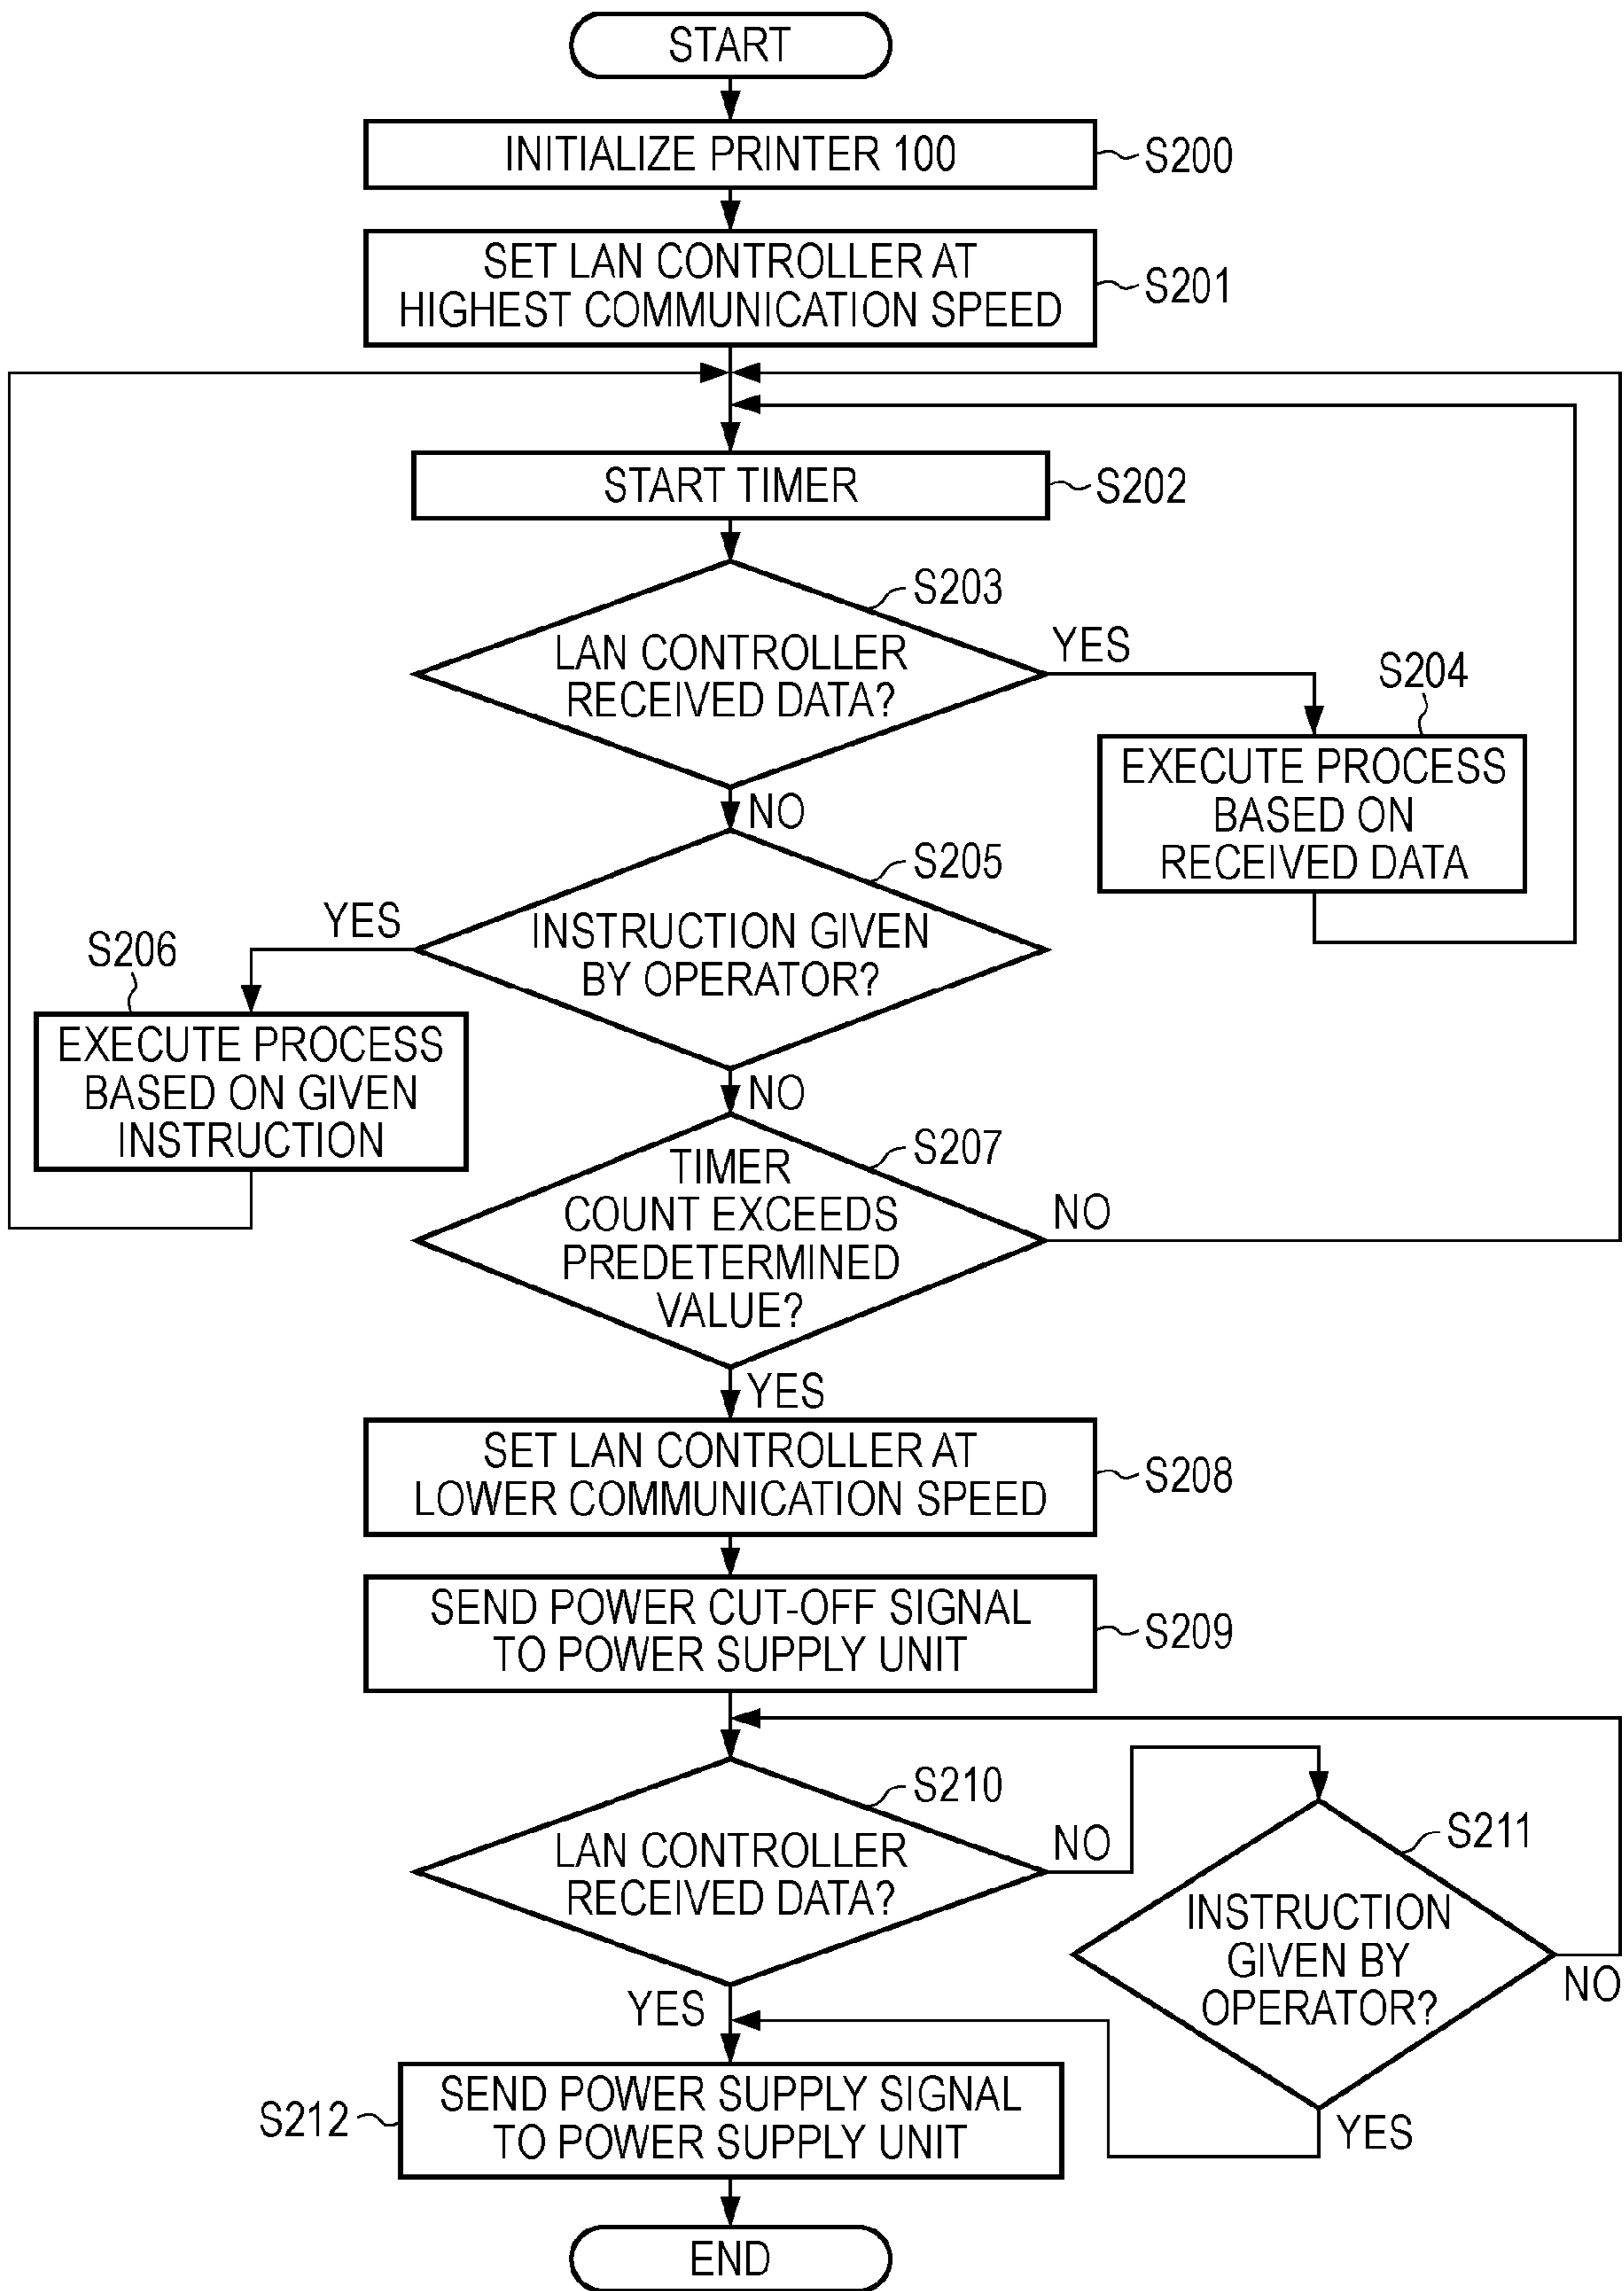 START
INITIALIZE PRINTER 100
S200
SET LAN CONTROLLER AT
HIGHEST COMMUNICATION SPEED
S201
START TIMER
S202
S203
LAN CONTROLLER
RECEIVED DATA?
YES
NO
S204
EXECUTE PROCESS
BASED ON
RECEIVED DATA
S205
INSTRUCTION GIVEN
BY OPERATOR?
YES
NO
S206
EXECUTE PROCESS
BASED ON GIVEN
INSTRUCTION
S207
TIMER
COUNT EXCEEDS
PREDETERMINED
VALUE?
NO
YES
SET LAN CONTROLLER AT
LOWER COMMUNICATION SPEED
S208
SEND POWER CUT-OFF SIGNAL
TO POWER SUPPLY UNIT
S209
S210
LAN CONTROLLER
RECEIVED DATA?
NO
YES
S211
INSTRUCTION
GIVEN BY
OPERATOR?
NO
YES
S212
SEND POWER SUPPLY SIGNAL
TO POWER SUPPLY UNIT
END